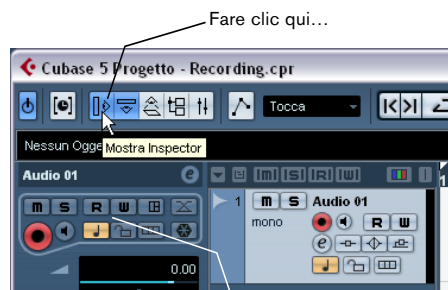 Fare clic qui…
Cubase 5 Progetto - Recording.cpr
Tocca
Nessun Ogge
Mostra Inspector
Audio 01
e
m S R W
0.00
m S R W
1
1
m S Audio 01
mono
R W
e